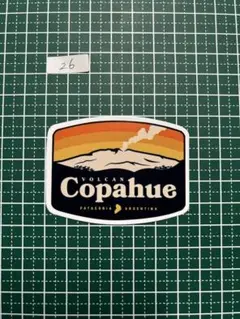 26
VOLCAN
Copahue
PATAGONIA ARGENTINA